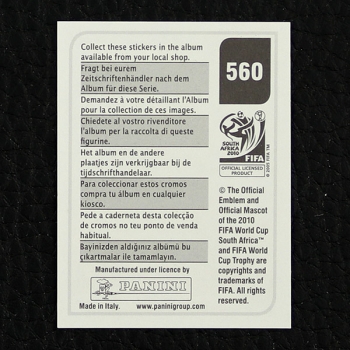 Collect these stickers in the album
available from your local shop.
Fragt bei eurem
Zeitschriftenhändler nach dem
Album für diese Serie.
Demandez à votre détaillant l'Album
pour la collection de ces images.
Chiedete al vostro rivenditore
l'album per la raccolta di queste
figurine.
Het album en de andere
plaatjes zijn verkrijgbaar bij de
tijdschrifthandelaar.
Para coleccionar estos cromos
compra tu álbum en cualquier
kiosco.
Pede a caderneta desta colecção
de cromos no teu ponto de venda
habitual.
Bayinizden aldığınız albümü bu
çıkartmalar ile tamamlayın.
Manufactured under licence by
PANINI
Made in Italy. www.paninigroup.com
560
SOUTH
AFRICA
2010
FIFA
OFFICIAL LICENSED
PRODUCT
© 2005 FIFA TM
© The Official
Emblem and
Official Mascot
of the 2010
FIFA World Cup
South Africa™
and FIFA World
Cup Trophy are
copyrights and
trademarks of
FIFA. All rights
reserved.